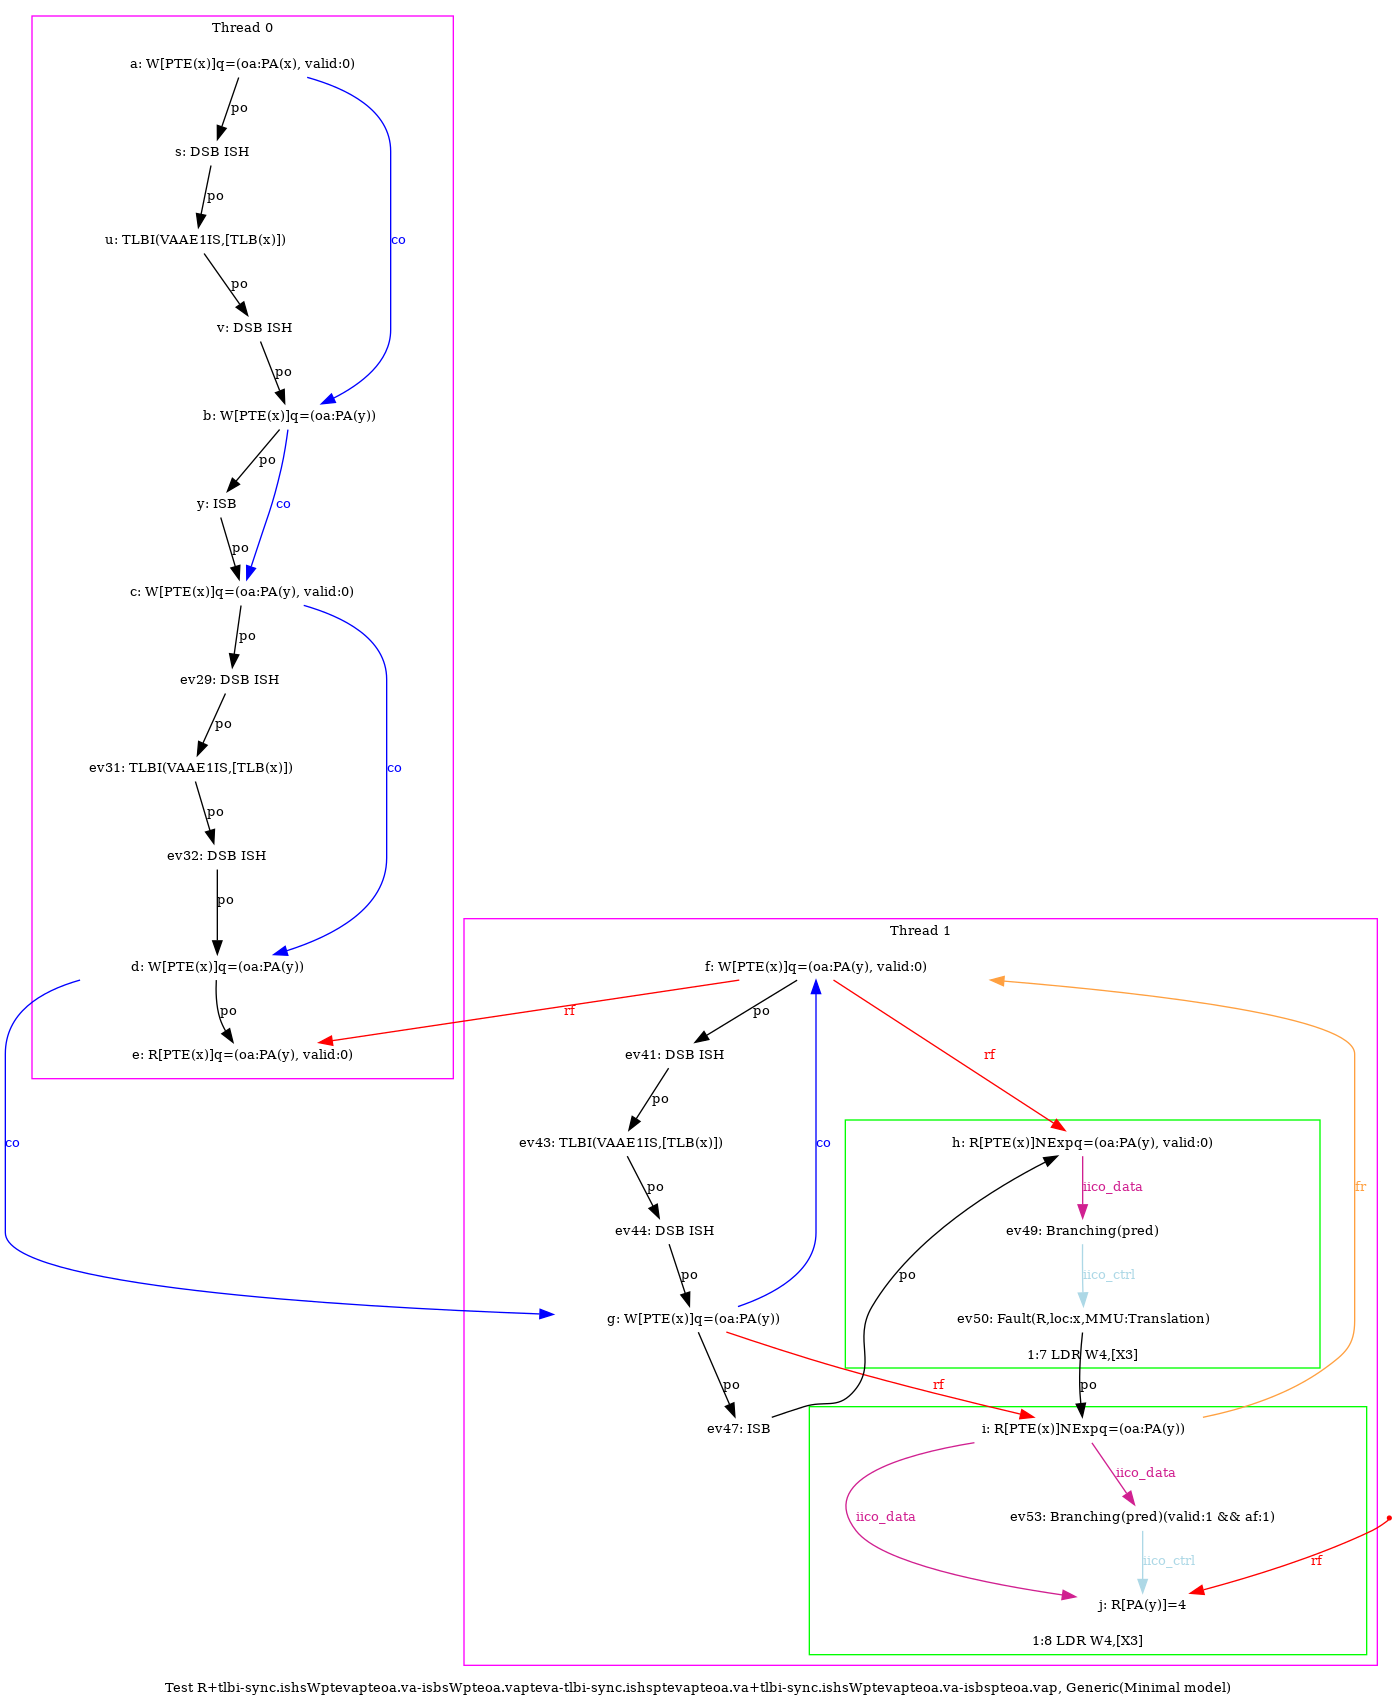 Thread 0
a: W[PTE(x)]q=(oa:PA(x), valid:0)
po
s: DSB ISH
po
u: TLBI(VAAE1IS,[TLB(x)])
co
po
v: DSB ISH
po
b: W[PTE(x)]q=(oa:PA(y))
po
y: ISB
co
po
c: W[PTE(x)]q=(oa:PA(y), valid:0)
po
ev29: DSB ISH
po
ev31: TLBI(VAAE1IS,[TLB(x)])
co
po
ev32: DSB ISH
po
d: W[PTE(x)]q=(oa:PA(y))
po
e: R[PTE(x)]q=(oa:PA(y), valid:0)
co
Thread 1
f: W[PTE(x)]q=(oa:PA(y), valid:0)
rf
po
ev41: DSB ISH
rf
po
ev43: TLBI(VAAE1IS,[TLB(x)])
co
h: R[PTE(x)]NExpq=(oa:PA(y), valid:0)
po
iico_data
fr
ev44: DSB ISH
ev49: Branching(pred)
po
po
iico_ctrl
g: W[PTE(x)]q=(oa:PA(y))
ev50: Fault(R,loc:x,MMU:Translation)
1:7 LDR W4,[X3]
po
rf
po
ev47: ISB
i: R[PTE(x)]NExpq=(oa:PA(y))
iico_data
iico_data
ev53: Branching(pred)(valid:1 && af:1)
iico_ctrl
rf
j: R[PA(y)]=4
1:8 LDR W4,[X3]
Test R+tlbi-sync.ishsWptevapteoa.va-isbsWpteoa.vapteva-tlbi-sync.ishsptevapteoa.va+tlbi-sync.ishsWptevapteoa.va-isbspteoa.vap, Generic(Minimal model)